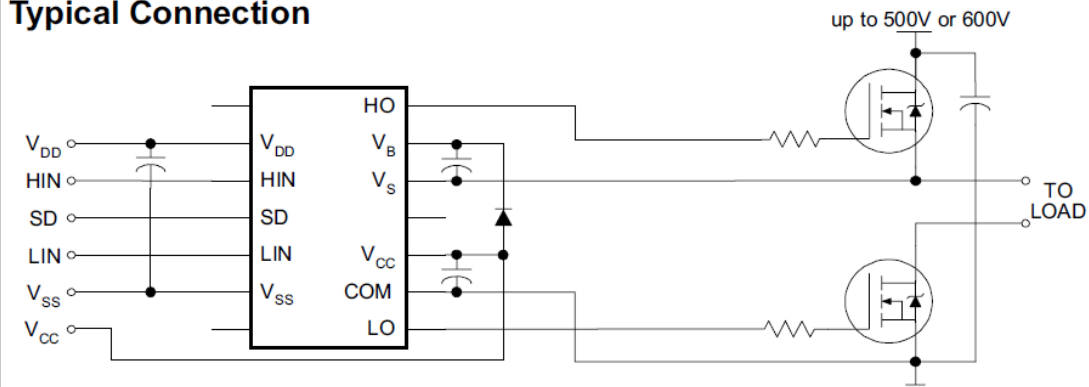 Typical Connection
up to 500V or 600V
HO
VDD
VDD
VB
HIN
HIN
VS
TO
LOAD
SD
SD
LIN
LIN
VCC
VSS
VSS
COM
VCC
LO